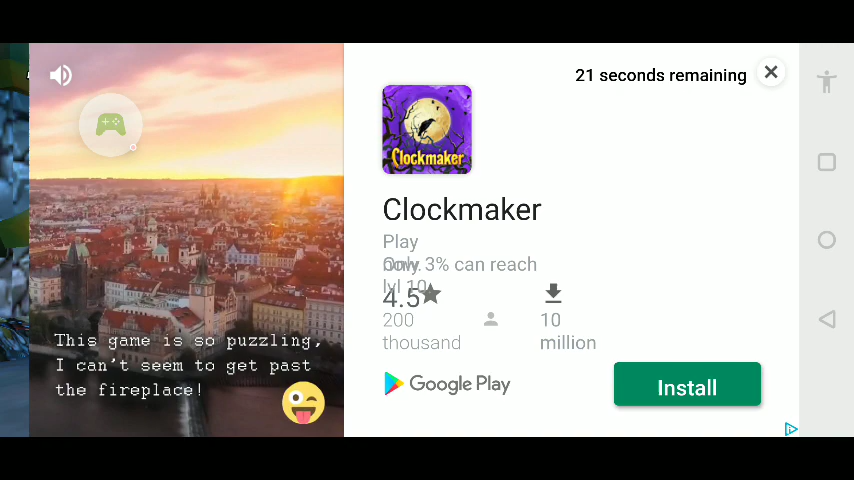 21 seconds remaining
Clockmaker
Clockmaker
Play
now. 
Only 3% can reach
lvl 10
4.5
200
thousand
10
million
This game is so puzzling,
I can't seem to get past
the fireplace!
Google Play
Install